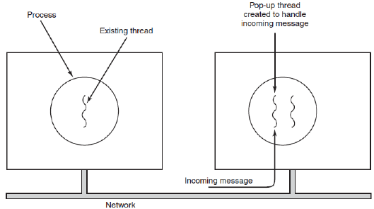 Process
Existing thread
Pop-up thread
created to handle
incoming message
Incoming message
Network